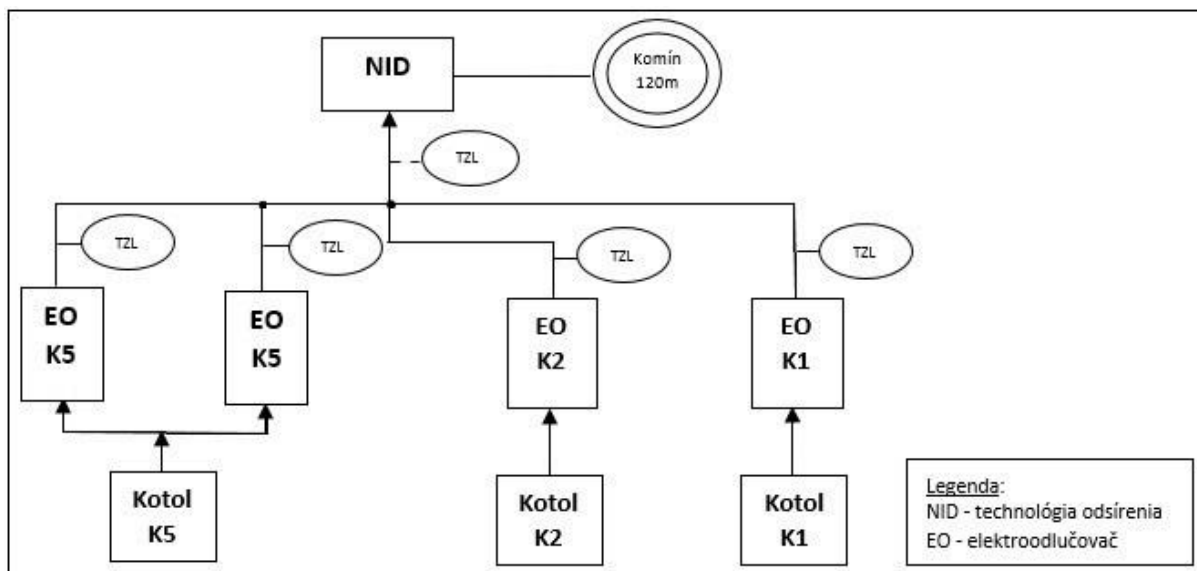 NID
Komín
120m
TZL
TZL
TZL
TZL
TZL
EO
K5
EO
K5
EO
K2
EO
K1
Kotol
K5
Kotol
K2
Kotol
K1
Legenda:
NID - technológia odsírenia
EO - elektroodlučovač